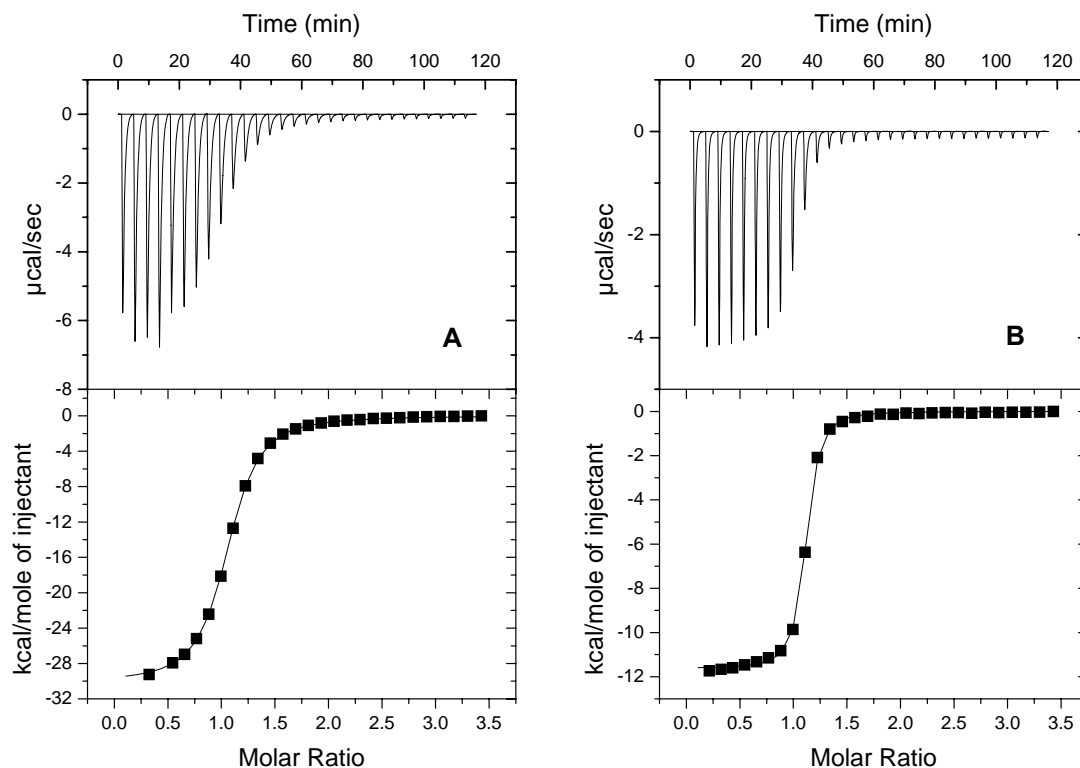 Time (min)
0 20 40 60 80 100 120
0
-2
-4
-6
-8
µcal/sec
A
0
-4
-8
-12
-16
-20
-24
-28
-32
kcal/mole of injectant
0.0 0.5 1.0 1.5 2.0 2.5 3.0 3.5
Molar Ratio
Time (min)
0 20 40 60 80 100 120
0
-2
-4
µcal/sec
B
0
-2
-4
-6
-8
-10
-12
kcal/mole of injectant
0.0 0.5 1.0 1.5 2.0 2.5 3.0 3.5
Molar Ratio